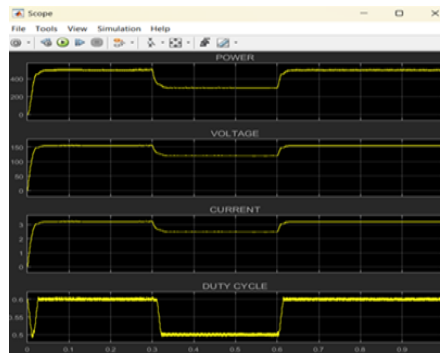 Scope
File Tools View Simulation Help
POWER
400
200
0
VOLTAGE
150
100
50
0
CURRENT
3
2
1
0
DUTY CYCLE
0.6
0.55
0.5
0 0.1 0.2 0.3 0.4 0.5 0.6 0.7 0.8 0.9